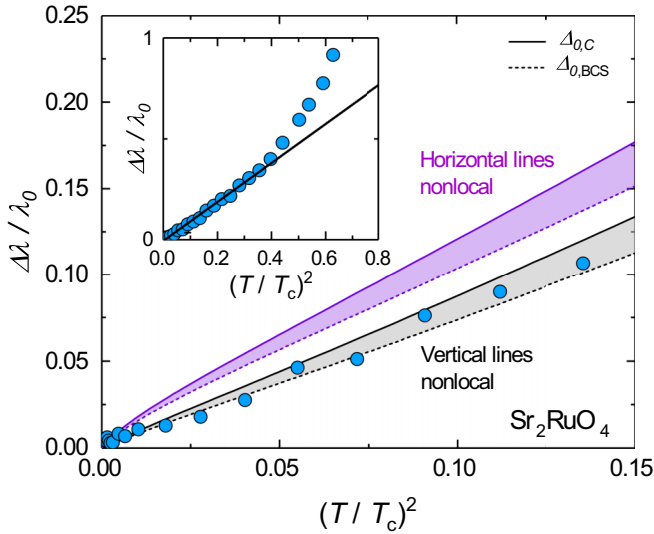 0.25
0.20
0.15
0.10
0.05
0.00
Δλ / λ₀
0.00
0.05
0.10
0.15
(T / T_c)²
Δ₀,C
Δ₀,BCS
Horizontal lines
nonlocal
Vertical lines
nonlocal
Sr₂RuO₄
1
0
Δλ / λ₀
0.0
0.2
0.4
0.6
0.8
(T / T_c)²